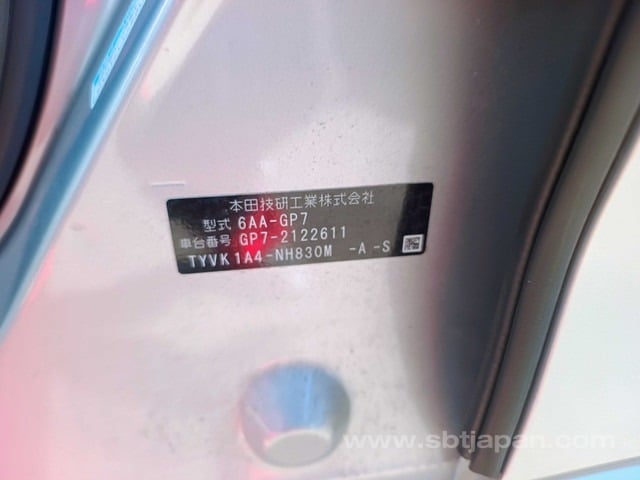 本田技研工業株式会社
型式 6AA-GP7
車台番号 GP7-2122611
TYVK1A4-NH830M -A -S
www.sbtjapan.com